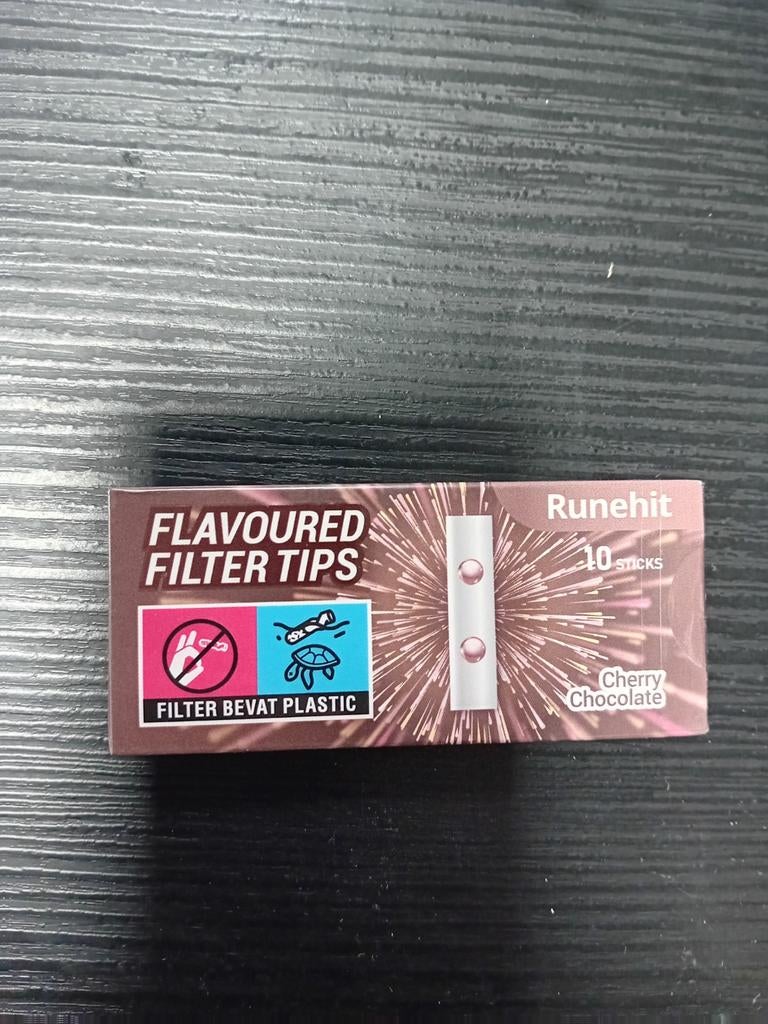 FLAVOURED
FILTER TIPS
FILTER BEVAT PLASTIC
Runehit
10 STICKS
Cherry
Chocolate